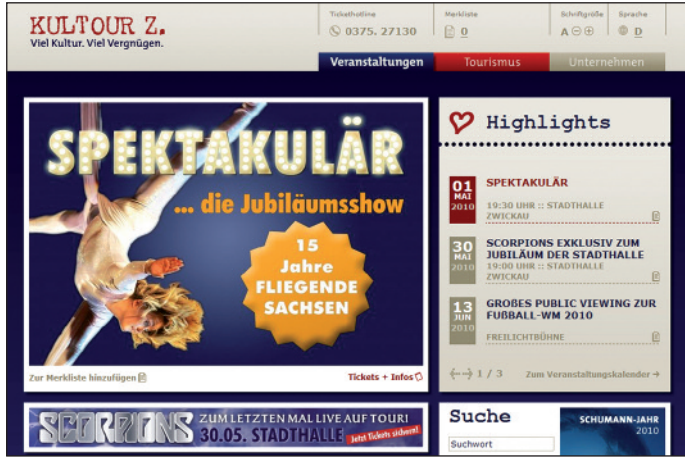 KULTOUR Z.
Viel Kultur. Viel Vergnügen.
Tickethotline
0375. 27130
Merkliste
0
Schriftgröße
A
Sprache
D
Veranstaltungen
Tourismus
Unternehmen
SPEKTAKULÄR
... die Jubiläumsshow
15
Jahre
FLIEGENDE
SACHSEN
Zur Merkliste hinzufügen
Tickets + Infos
SCORPIONS
ZUM LETZTEN MAL LIVE AUF TOUR!
30.05. STADTHALLE
Jetzt Tickets sichern!
Highlights
01
MAI
2010
SPEKTAKULÄR
19:30 UHR :: STADTHALLE
ZWICKAU
30
MAI
2010
SCORPIONS EXKLUSIV ZUM
JUBILÄUM DER STADTHALLE
19:00 UHR :: STADTHALLE
ZWICKAU
13
JUN
2010
GROßES PUBLIC VIEWING ZUR
FUßBALL-WM 2010
FREILICHTBÜHNE
1 / 3
Zum Veranstaltungskalender →
Suche
Suchwort
SCHUMANN-JAHR
2010